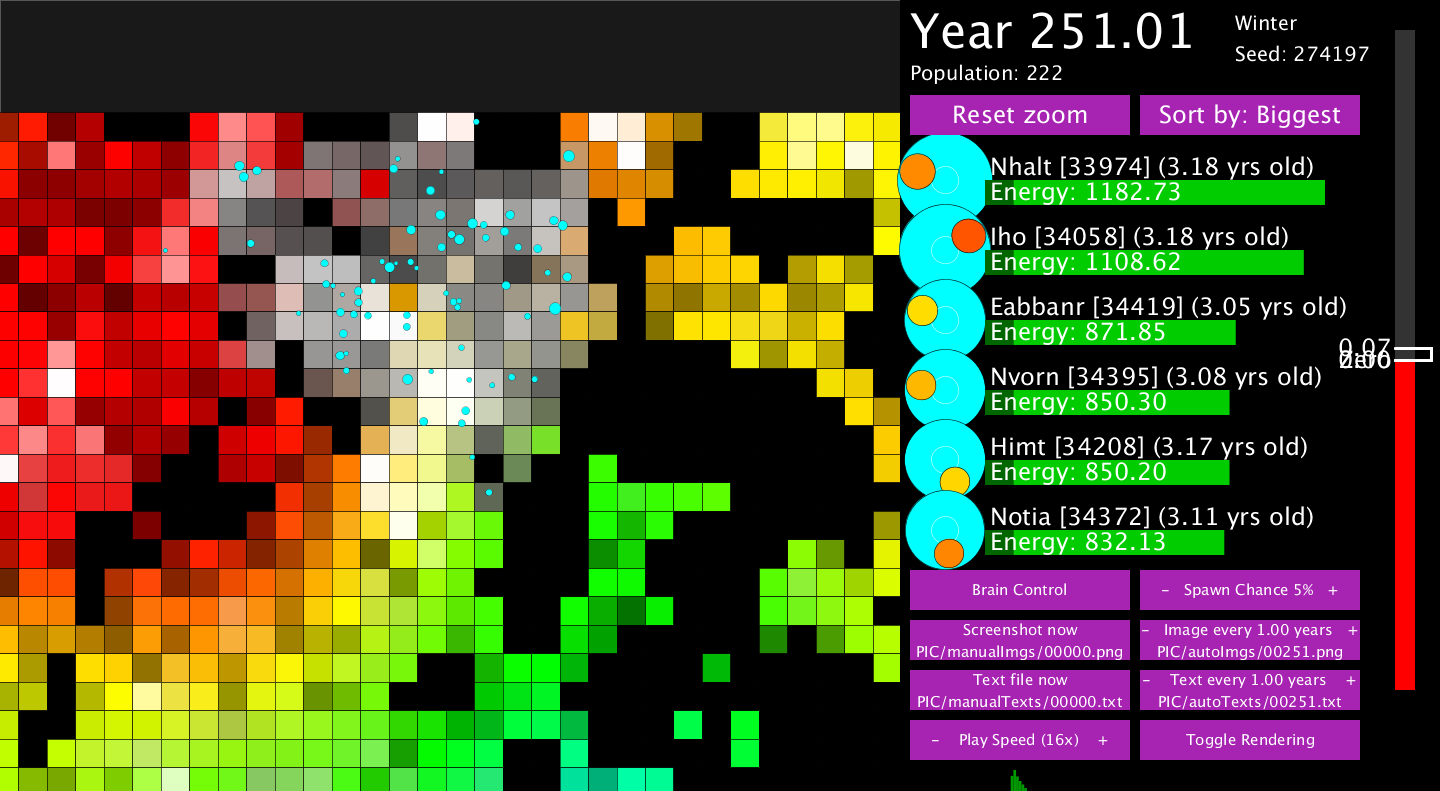 Year 251.01
Winter
Seed: 274197
Population: 222
Reset zoom
Sort by: Biggest
Nhalt [33974] (3.18 yrs old)
Energy: 1182.73
Iho [34058] (3.18 yrs old)
Energy: 1108.62
Eabbanr [34419] (3.05 yrs old)
Energy: 871.85
0.07
Nvorn [34395] (3.08 yrs old)
Energy: 850.30
Himt [34208] (3.17 yrs old)
Energy: 850.20
Notia [34372] (3.11 yrs old)
Energy: 832.13
Brain Control
- Spawn Chance 5% +
Screenshot now
PIC/manualImgs/00000.png
- Image every 1.00 years +
PIC/autoImgs/00251.png
Text file now
PIC/manualTexts/00000.txt
- Text every 1.00 years +
PIC/autoTexts/00251.txt
- Play Speed (16x) +
Toggle Rendering